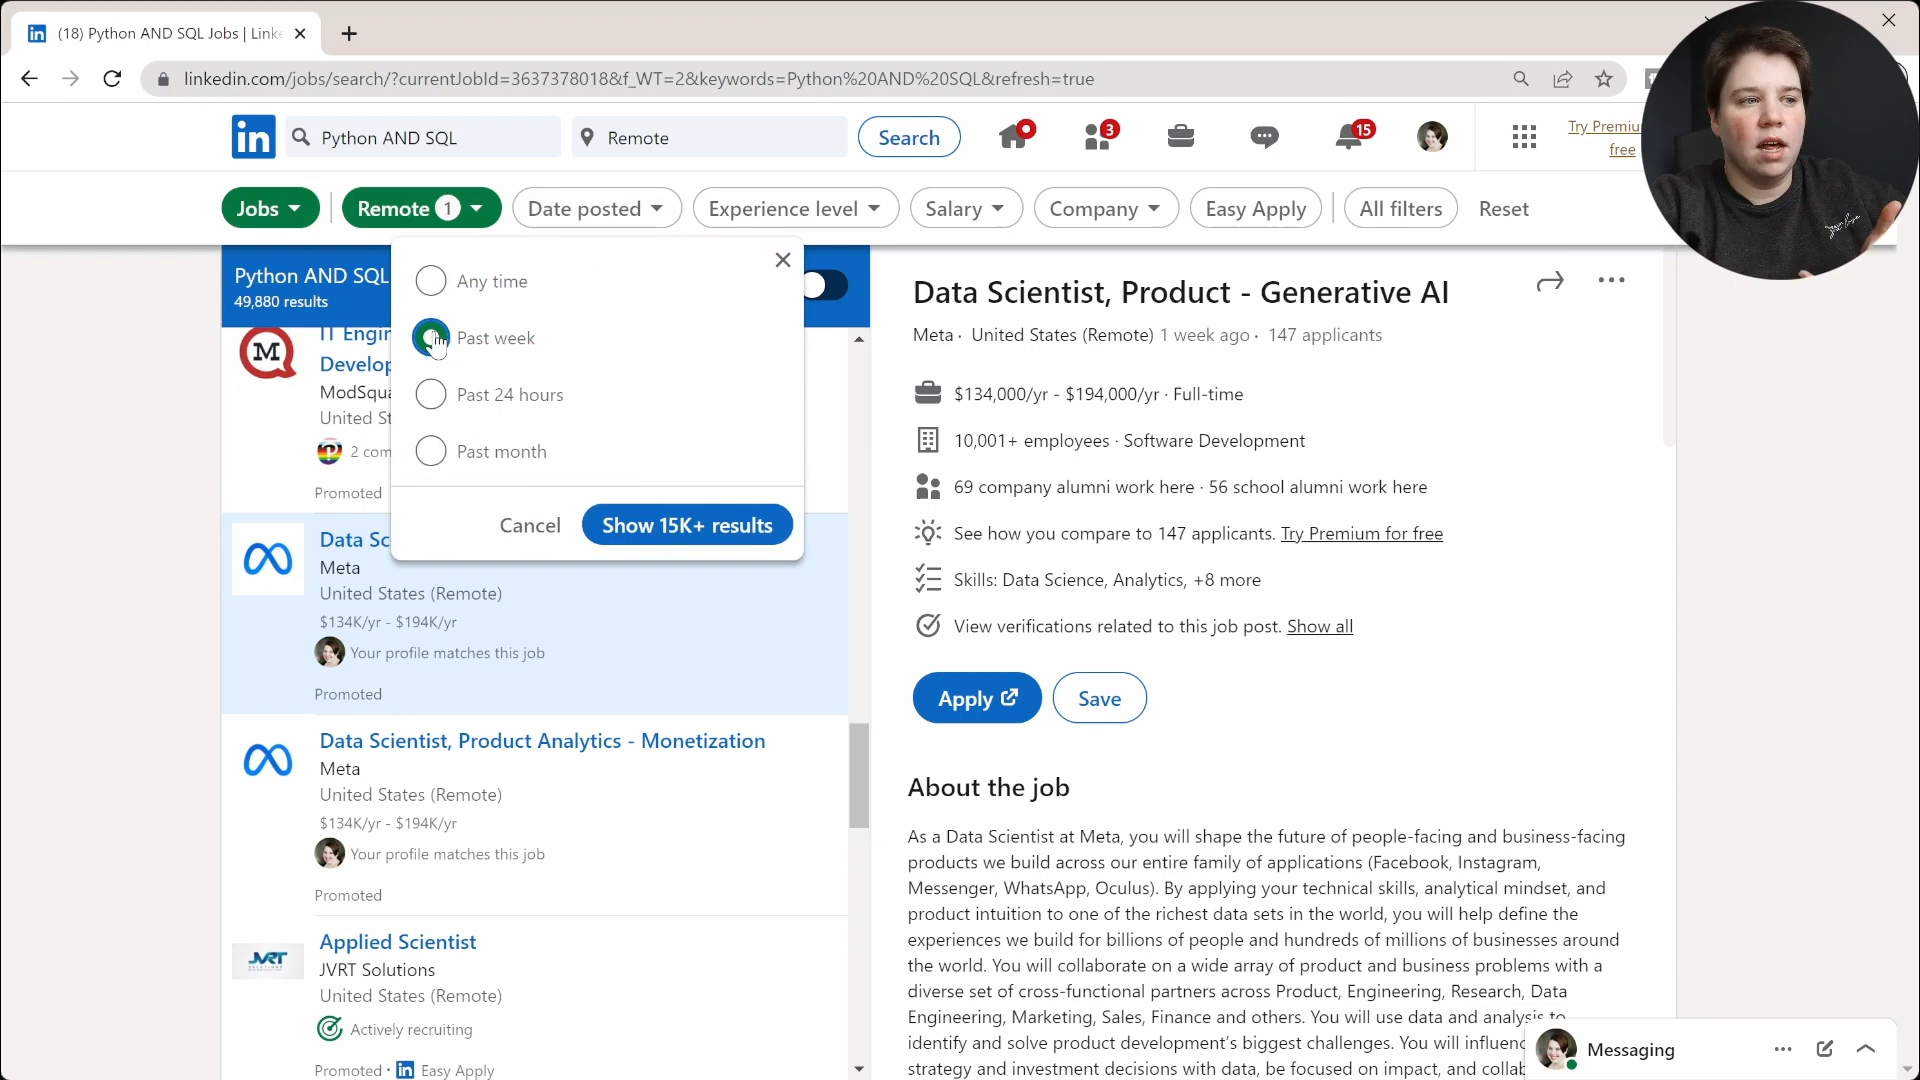 (18) Python AND SQL Jobs | Linke
linkedin.com/jobs/search/?currentJobId=3637378018&f_WT=2&keywords=Python%20AND%20SQL&refresh=true
in
Python AND SQL
Remote
Search
3
15
Try Premiu
free
Jobs
Remote 1
Date posted
Experience level
Salary
Company
Easy Apply
All filters
Reset
Python AND SQL
49,880 results
Any time
Past week
Past 24 hours
Past month
Cancel
Show 15K+ results
M
IT Engin
Develop
ModSqua
United St
2 com
Promoted
Data Sc
Meta
United States (Remote)
$134K/yr - $194K/yr
Your profile matches this job
Promoted
Data Scientist, Product Analytics - Monetization
Meta
United States (Remote)
$134K/yr - $194K/yr
Your profile matches this job
Promoted
JVRT
Applied Scientist
JVRT Solutions
United States (Remote)
Actively recruiting
Promoted · in Easy Apply
Data Scientist, Product - Generative AI
Meta · United States (Remote) 1 week ago · 147 applicants
$134,000/yr - $194,000/yr · Full-time
10,001+ employees · Software Development
69 company alumni work here · 56 school alumni work here
See how you compare to 147 applicants. Try Premium for free
Skills: Data Science, Analytics, +8 more
View verifications related to this job post. Show all
Apply
Save
About the job
As a Data Scientist at Meta, you will shape the future of people-facing and business-facing
products we build across our entire family of applications (Facebook, Instagram,
Messenger, WhatsApp, Oculus). By applying your technical skills, analytical mindset, and
product intuition to one of the richest data sets in the world, you will help define the
experiences we build for billions of people and hundreds of millions of businesses around
the world. You will collaborate on a wide array of product and business problems with a
diverse set of cross-functional partners across Product, Engineering, Research, Data
Engineering, Marketing, Sales, Finance and others. You will use data and analysis to
identify and solve product development's biggest challenges. You will influenc
strategy and investment decisions with data, be focused on impact, and collab
Messaging